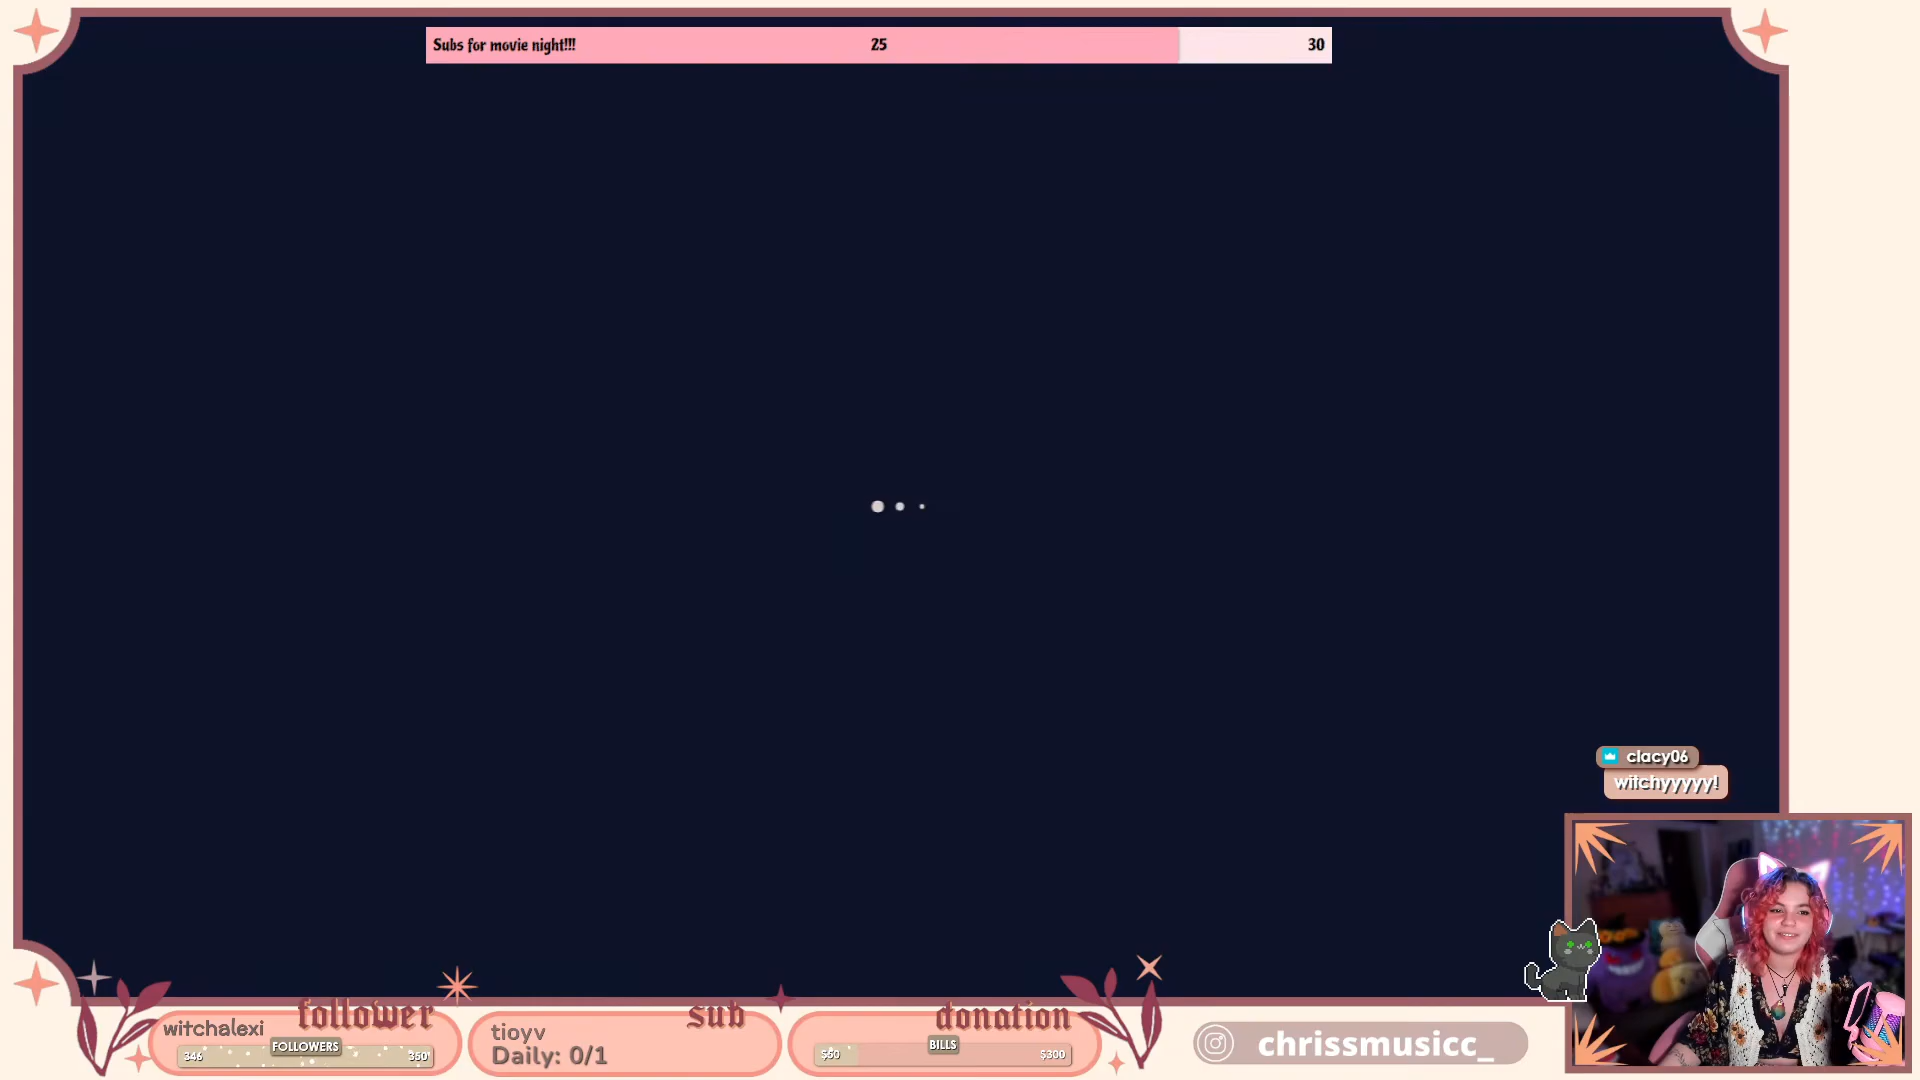 Subs for movie night!!!
25
30
clacy06
witchyyyyy!
follower
witchalexi
FOLLOWERS
346
350
sub
tioyv
Daily: 0/1
donation
BILLS
$50
$300
chrissmusicc_